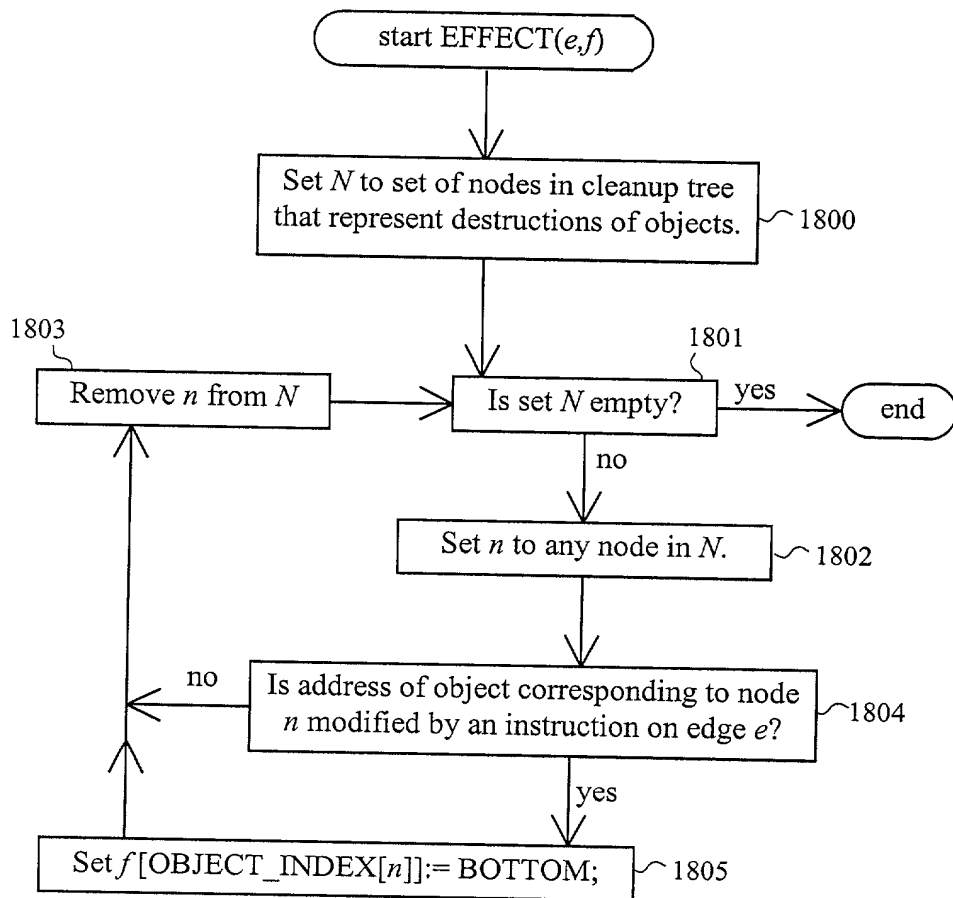 start EFFECT(e,f)
Set N to set of nodes in cleanup tree
that represent destructions of objects.
1800
1803
Remove n from N
1801
Is set N empty?
yes
end
no
Set n to any node in N.
1802
no
Is address of object corresponding to node
n modified by an instruction on edge e?
1804
yes
Set f [OBJECT_INDEX[n]]:= BOTTOM;
1805